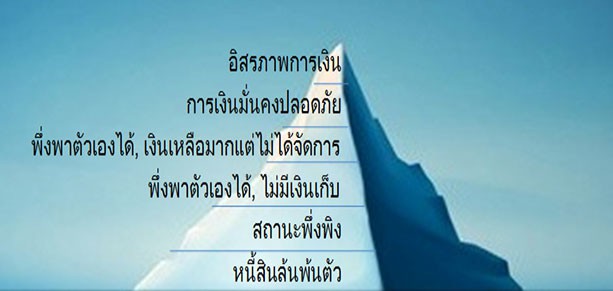 อิสรภาพการเงิน
การเงินมั่นคงปลอดภัย
พึ่งพาตัวเองได้, เงินเหลือมากแต่ไม่ได้จัดการ
พึ่งพาตัวเองได้, ไม่มีเงินเก็บ
สถานะพึ่งพิง
หนี้สินล้นพ้นตัว